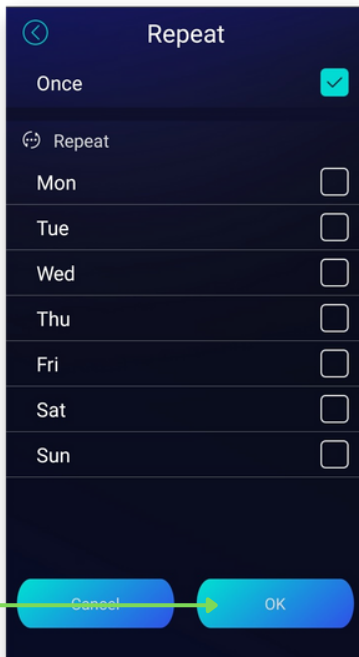 Repeat
Once
Repeat
Mon
Tue
Wed
Thu
Fri
Sat
Sun
Cancel OK